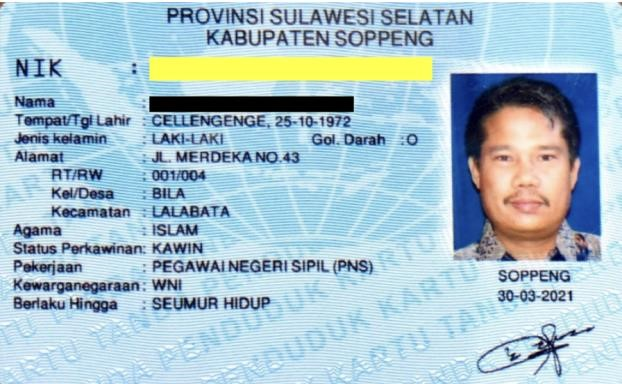 PROVINSI SULAWESI SELATAN
KABUPATEN SOPPENG
NIK :
Nama :
Tempat/Tgl Lahir : CELLENGENGE, 25-10-1972
Jenis kelamin : LAKI-LAKI Gol. Darah : O
Alamat : JL. MERDEKA NO.43
RT/RW : 001/004
Kel/Desa : BILA
Kecamatan : LALABATA
Agama : ISLAM
Status Perkawinan: KAWIN
Pekerjaan : PEGAWAI NEGERI SIPIL (PNS)
Kewarganegaraan : WNI
Berlaku Hingga : SEUMUR HIDUP
SOPPENG
30-03-2021